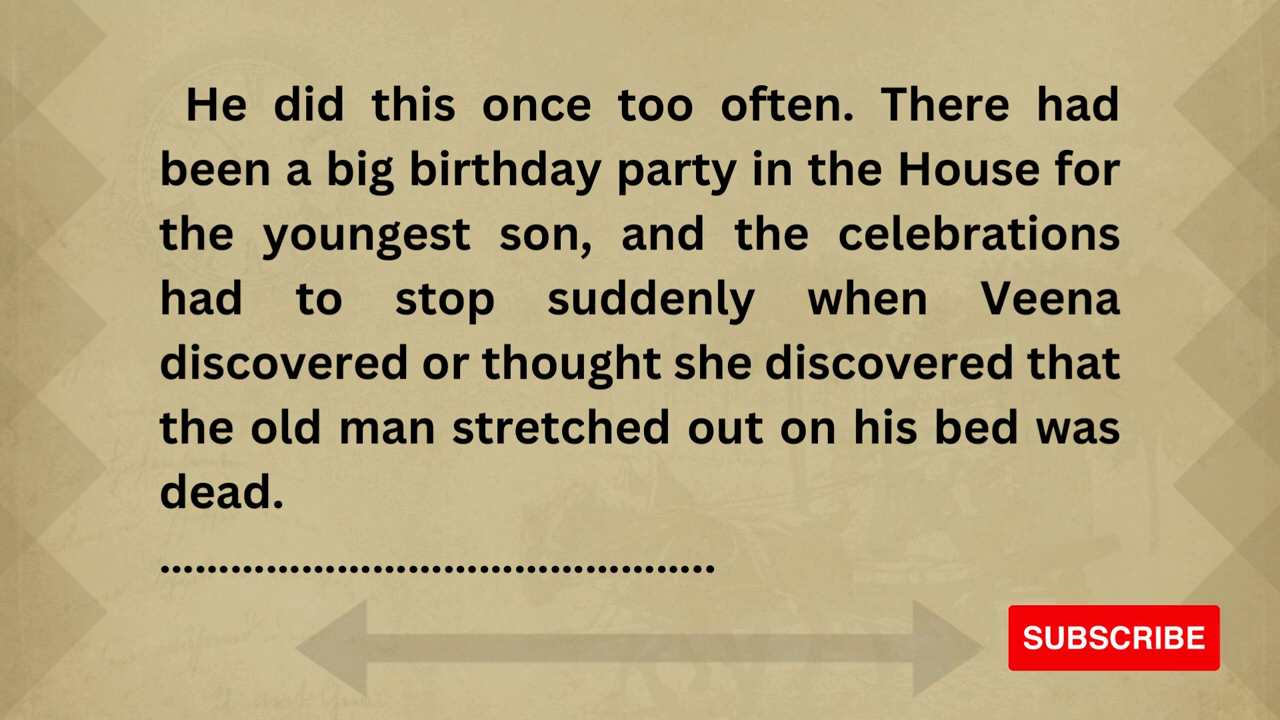 He did this once too often. There had
been a big birthday party in the House for
the youngest son, and the celebrations
had to stop suddenly when Veena
discovered or thought she discovered that
the old man stretched out on his bed was
dead.
................................................
SUBSCRIBE